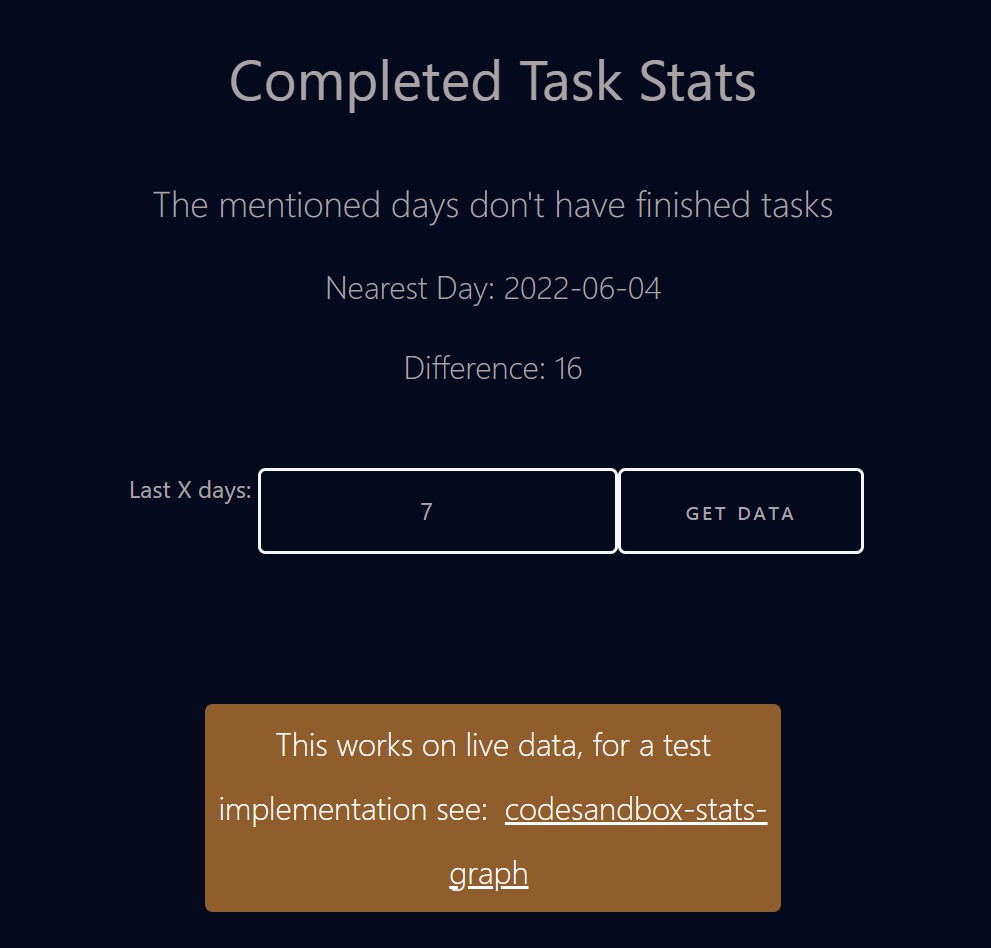 Completed Task Stats
The mentioned days don't have finished tasks
Nearest Day: 2022-06-04
Difference: 16
Last X days: 7 GET DATA
This works on live data, for a test
implementation see: codesandbox-stats-
graph